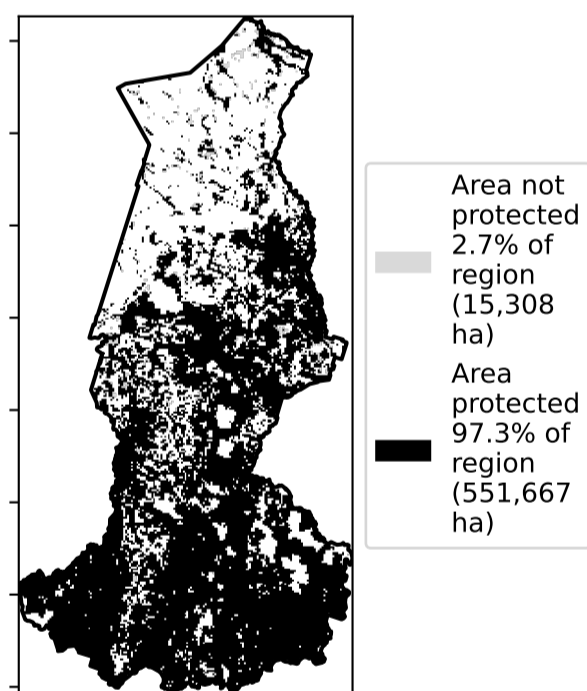 Area not
protected
2.7% of
region
(15,308
ha)
Area
protected
97.3% of
region
(551,667
ha)